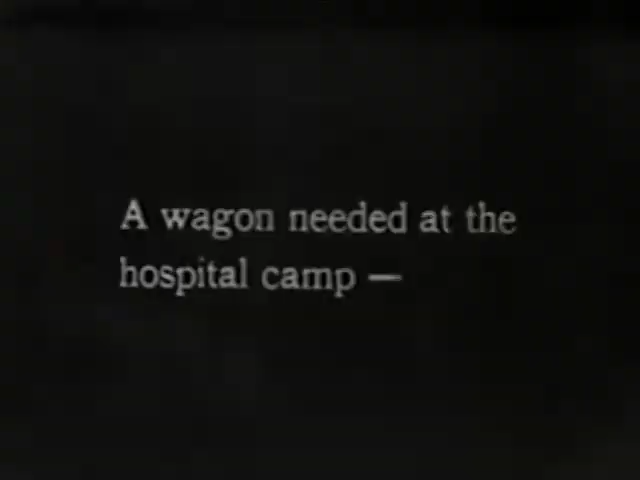 A wagon needed at the
hospital camp —